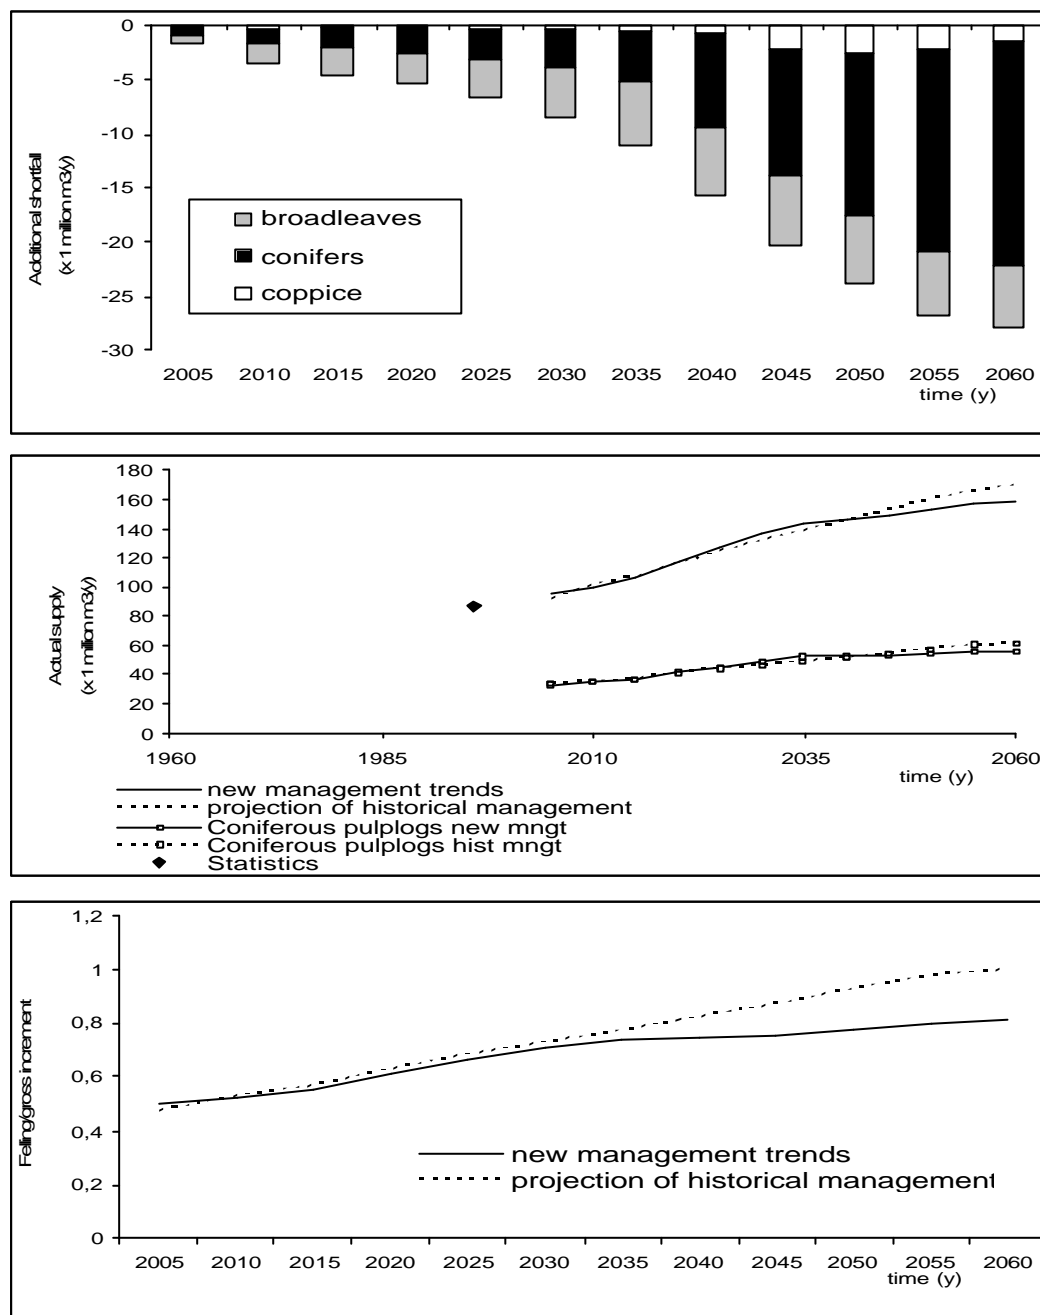 0
-5
-10
-15
-20
-25
-30
Additional shortfall
(x 1 million m3/y)
broadleaves
conifers
coppice
2005 2010 2015 2020 2025 2030 2035 2040 2045 2050 2055 2060
time (y)
180
160
140
120
100
80
60
40
20
0
Actual supply
(x 1 million m3/y)
1960 1985 2010 2035 2060
time (y)
new management trends
projection of historical management
Coniferous pulplogs new mngt
Coniferous pulplogs hist mngt
Statistics
1,2
1
0,8
0,6
0,4
0,2
0
Felling/gross increment
new management trends
projection of historical management
2005 2010 2015 2020 2025 2030 2035 2040 2045 2050 2055 2060
time (y)